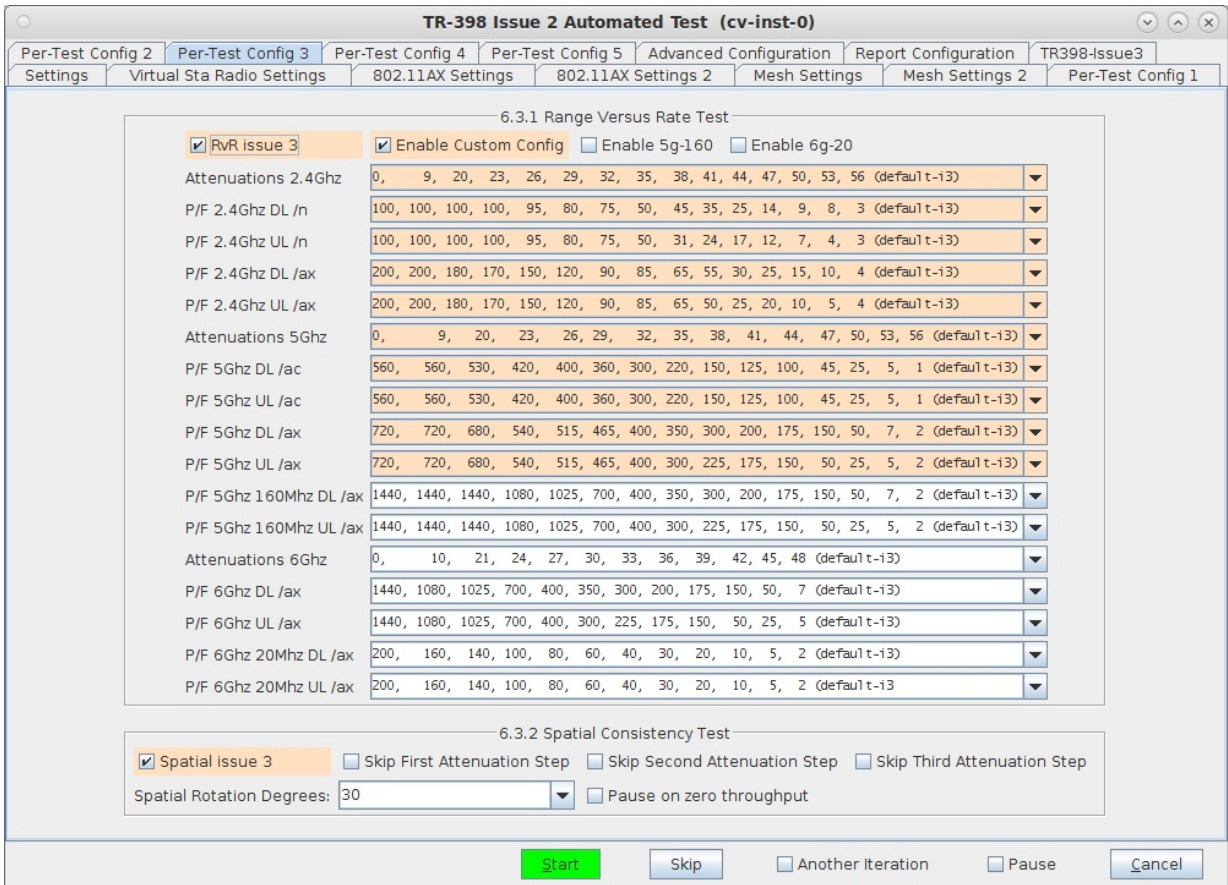 TR-398 Issue 2 Automated Test (cv-inst-0)
Per-Test Config 2 Per-Test Config 3 Per-Test Config 4 Per-Test Config 5 Advanced Configuration Report Configuration TR398-Issue3
Settings Virtual Sta Radio Settings 802.11AX Settings 802.11AX Settings 2 Mesh Settings Mesh Settings 2 Per-Test Config 1
6.3.1 Range Versus Rate Test
RvR issue 3 Enable Custom Config Enable 5g-160 Enable 6g-20
Attenuations 2.4Ghz 0, 9, 20, 23, 26, 29, 32, 35, 38, 41, 44, 47, 50, 53, 56 (default-i3)
P/F 2.4Ghz DL /n 100, 100, 100, 100, 95, 80, 75, 50, 45, 35, 25, 14, 9, 8, 3 (default-i3)
P/F 2.4Ghz UL /n 100, 100, 100, 100, 95, 80, 75, 50, 31, 24, 17, 12, 7, 4, 3 (default-i3)
P/F 2.4Ghz DL /ax 200, 200, 180, 170, 150, 120, 90, 85, 65, 55, 30, 25, 15, 10, 4 (default-i3)
P/F 2.4Ghz UL /ax 200, 200, 180, 170, 150, 120, 90, 85, 65, 50, 25, 20, 10, 5, 4 (default-i3)
Attenuations 5Ghz 0, 9, 20, 23, 26, 29, 32, 35, 38, 41, 44, 47, 50, 53, 56 (default-i3)
P/F 5Ghz DL /ac 560, 560, 530, 420, 400, 360, 300, 220, 150, 125, 100, 45, 25, 5, 1 (default-i3)
P/F 5Ghz UL /ac 560, 560, 530, 420, 400, 360, 300, 220, 150, 125, 100, 45, 25, 5, 1 (default-i3)
P/F 5Ghz DL /ax 720, 720, 680, 540, 515, 465, 400, 350, 300, 200, 175, 150, 50, 7, 2 (default-i3)
P/F 5Ghz UL /ax 720, 720, 680, 540, 515, 465, 400, 300, 225, 175, 150, 50, 25, 5, 2 (default-i3)
P/F 5Ghz 160Mhz DL /ax 1440, 1440, 1440, 1080, 1025, 700, 400, 350, 300, 200, 175, 150, 50, 7, 2 (default-i3)
P/F 5Ghz 160Mhz UL /ax 1440, 1440, 1440, 1080, 1025, 700, 400, 300, 225, 175, 150, 50, 25, 5, 2 (default-i3)
Attenuations 6Ghz 0, 10, 21, 24, 27, 30, 33, 36, 39, 42, 45, 48 (default-i3)
P/F 6Ghz DL /ax 1440, 1080, 1025, 700, 400, 350, 300, 200, 175, 150, 50, 7 (default-i3)
P/F 6Ghz UL /ax 1440, 1080, 1025, 700, 400, 300, 225, 175, 150, 50, 25, 5 (default-i3)
P/F 6Ghz 20Mhz DL /ax 200, 160, 140, 100, 80, 60, 40, 30, 20, 10, 5, 2 (default-i3)
P/F 6Ghz 20Mhz UL /ax 200, 160, 140, 100, 80, 60, 40, 30, 20, 10, 5, 2 (default-i3
6.3.2 Spatial Consistency Test
Spatial issue 3 Skip First Attenuation Step Skip Second Attenuation Step Skip Third Attenuation Step
Spatial Rotation Degrees: 30 Pause on zero throughput
Start Skip Another Iteration Pause Cancel